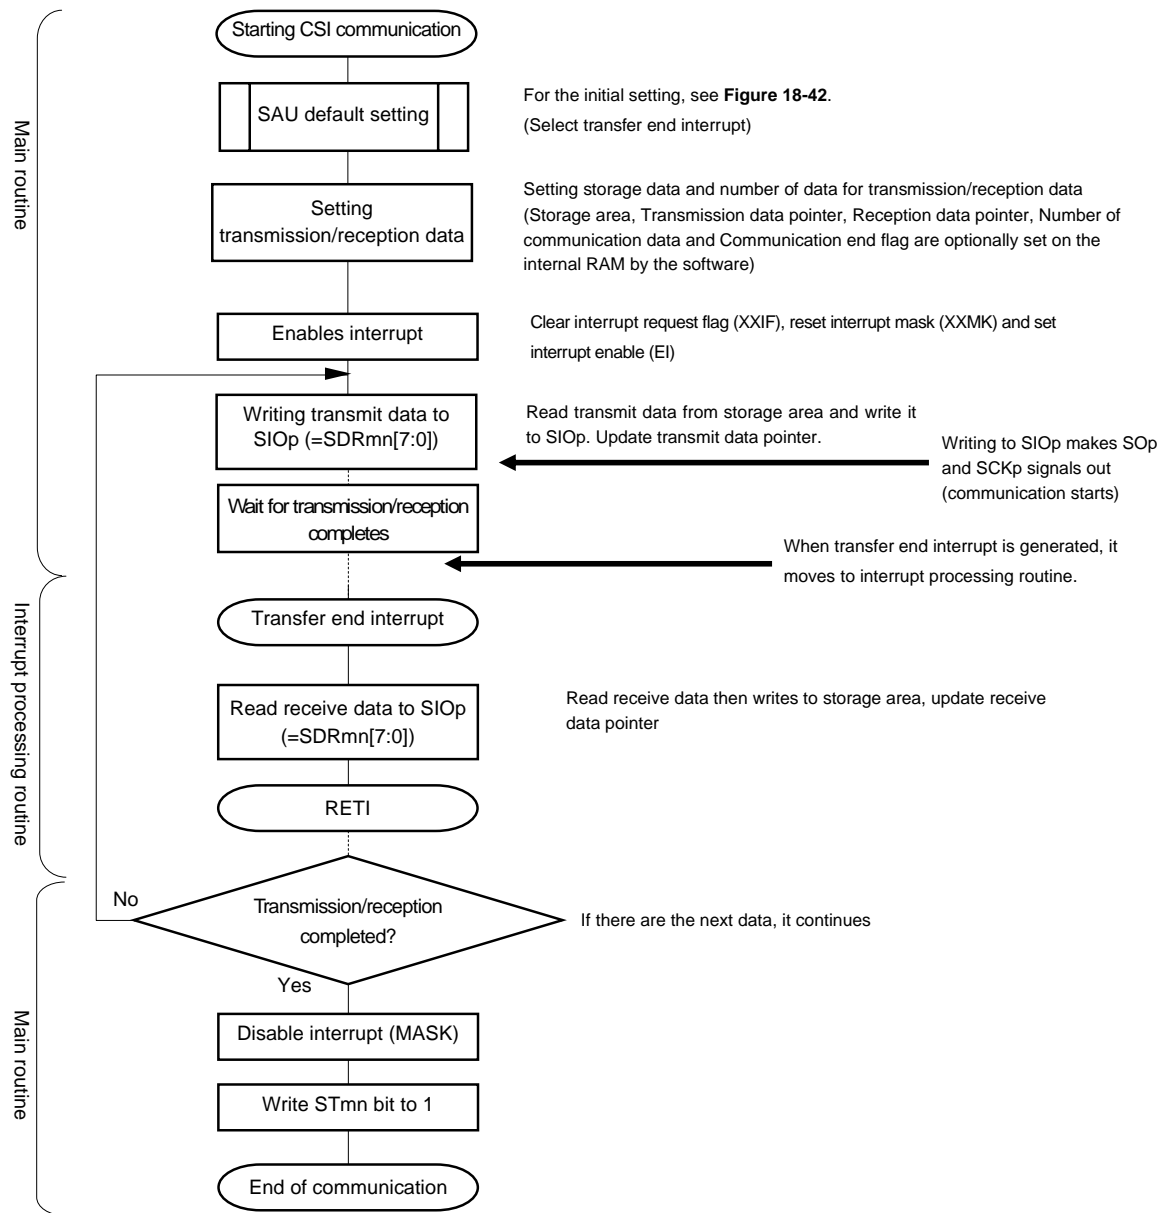 Starting CSI communication
SAU default setting
For the initial setting, see Figure 18-42.
(Select transfer end interrupt)
Main routine
Setting
transmission/reception data
Setting storage data and number of data for transmission/reception data
(Storage area, Transmission data pointer, Reception data pointer, Number of
communication data and Communication end flag are optionally set on the
internal RAM by the software)
Enables interrupt
Clear interrupt request flag (XXIF), reset interrupt mask (XXMK) and set
interrupt enable (EI)
Writing transmit data to
SIOp (=SDRmn[7:0])
Read transmit data from storage area and write it
to SIOp. Update transmit data pointer.
Writing to SIOp makes SOp
and SCKp signals out
(communication starts)
Wait for transmission/reception
completes
When transfer end interrupt is generated, it
moves to interrupt processing routine.
Interrupt processing routine
Transfer end interrupt
Read receive data to SIOp
(=SDRmn[7:0])
Read receive data then writes to storage area, update receive
data pointer
RETI
No
Transmission/reception
completed?
If there are the next data, it continues
Yes
Main routine
Disable interrupt (MASK)
Write STmn bit to 1
End of communication